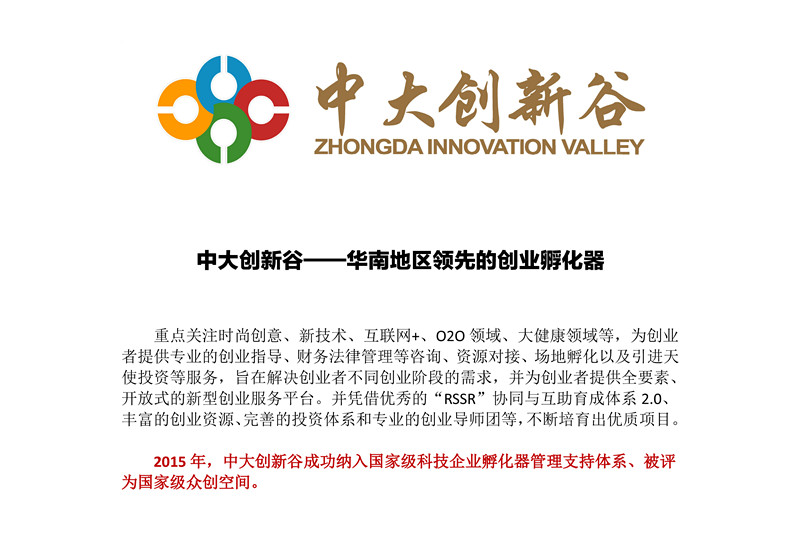 中大创新谷
ZHONGDA INNOVATION VALLEY
中大创新谷——华南地区领先的创业孵化器
重点关注时尚创意、新技术、互联网+、O2O 领域、大健康领域等，为创业
者提供专业的创业指导、财务法律管理等咨询、资源对接、场地孵化以及引进天
使投资等服务，旨在解决创业者不同创业阶段的需求，并为创业者提供全要素、
开放式的新型创业服务平台。并凭借优秀的“RSSR”协同与互助育成体系 2.0、
丰富的创业资源、完善的投资体系和专业的创业导师团等，不断培育出优质项目。
2015 年，中大创新谷成功纳入国家级科技企业孵化器管理支持体系、被评
为国家级众创空间。